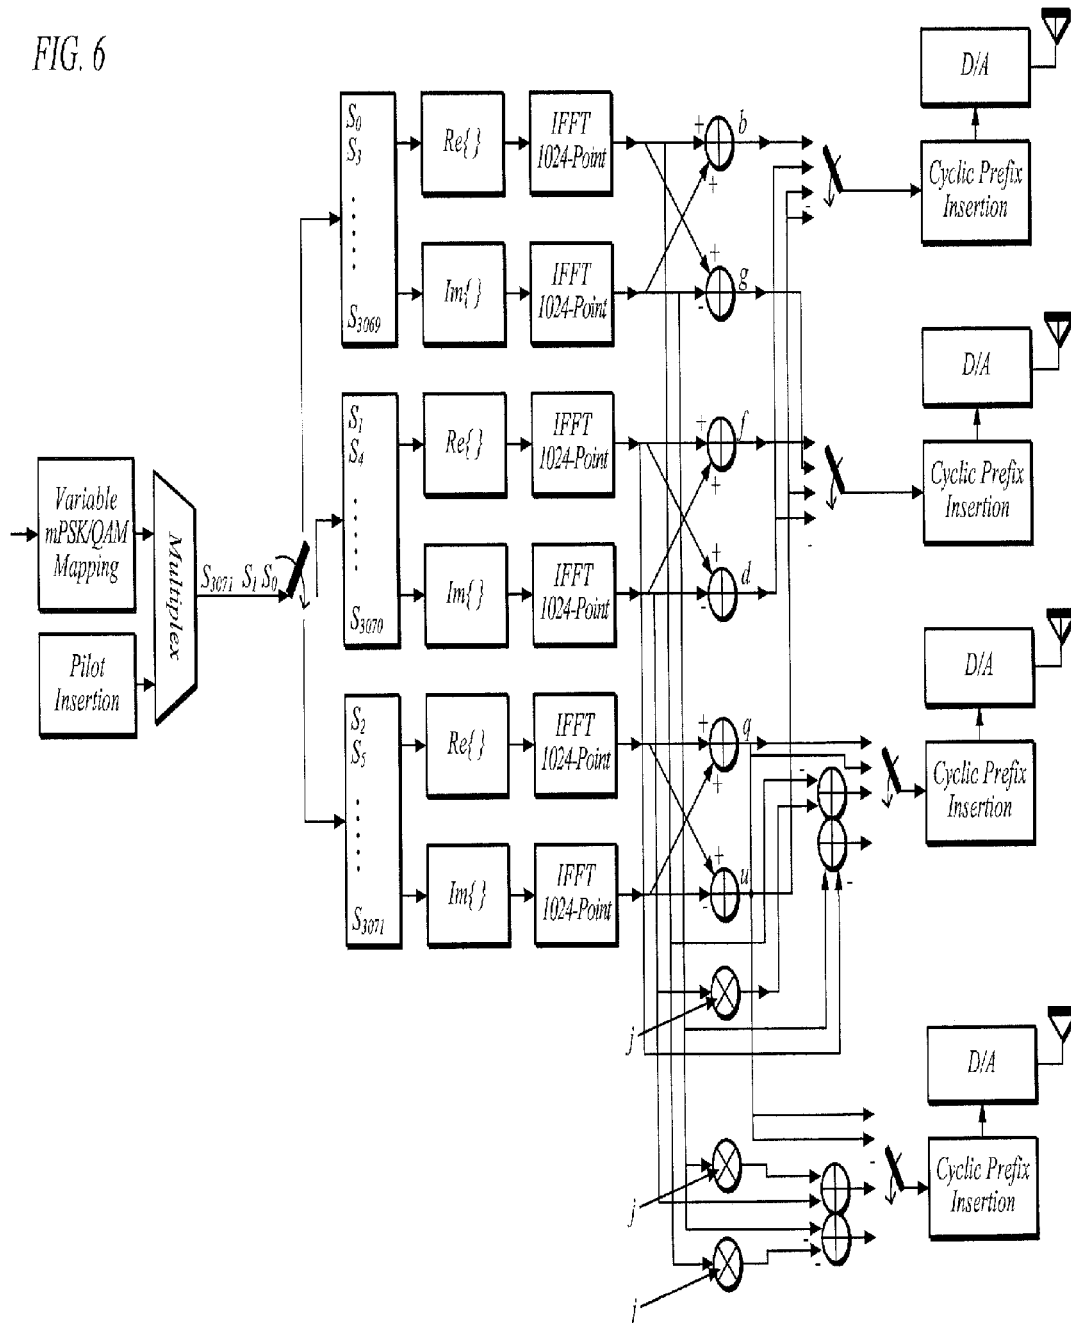 FIG. 6
D/A
Cyclic Prefix
Insertion
S0
S3
S3069
Re{ }
IFFT
1024-Point
+
b
+
Im{ }
IFFT
1024-Point
+
g
-
-
D/A
Cyclic Prefix
Insertion
S1
S4
S3070
Re{ }
IFFT
1024-Point
+
f
+
Im{ }
IFFT
1024-Point
+
d
-
-
Variable
mPSK/QAM
Mapping
Pilot
Insertion
Multiplex
S3071 S1 S0
D/A
Cyclic Prefix
Insertion
S2
S5
S3071
Re{ }
IFFT
1024-Point
+
q
+
-
Im{ }
IFFT
1024-Point
+
u
-
-
j
D/A
Cyclic Prefix
Insertion
-
j
-
-
j